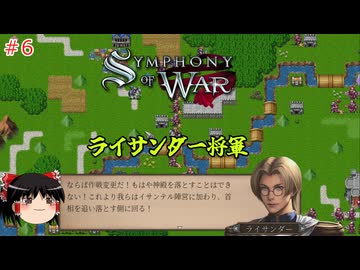 #6
SYMPHONY
OF WAR
ライサンダー将軍
ならば作戦変更だ!もはや神殿を落とすことはでき
ない!これより我らはイサンテル陣営に加わり、首
相を追い落とす側に回る!
ライサンダー